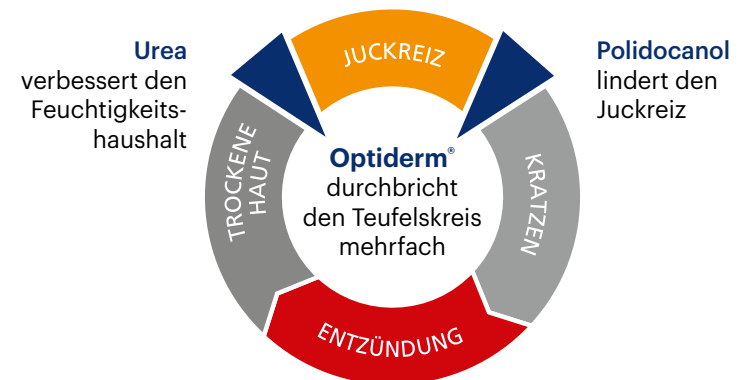 Urea
verbessert den
Feuchtigkeits-
haushalt
JUCKREIZ
Polidocanol
lindert den
Juckreiz
TROCKENE
HAUT
Optiderm®
durchbricht
den Teufelskreis
mehrfach
KRATZEN
ENTZÜNDUNG